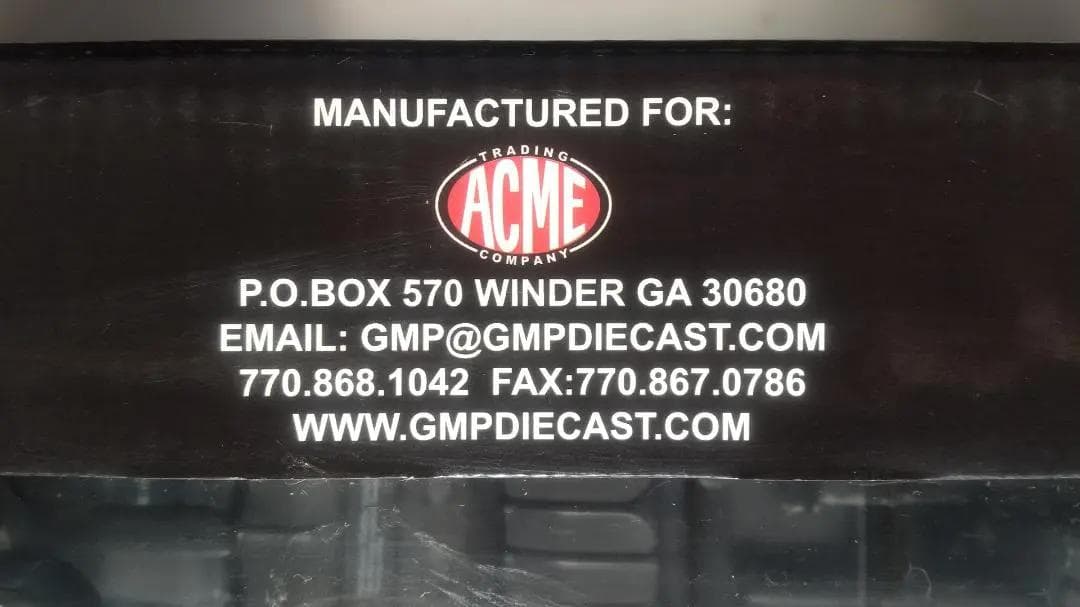 MANUFACTURED FOR:
TRADING
ACME
COMPANY
P.O.BOX 570 WINDER GA 30680
EMAIL: GMP@GMPDIECAST.COM
770.868.1042 FAX:770.867.0786
WWW.GMPDIECAST.COM